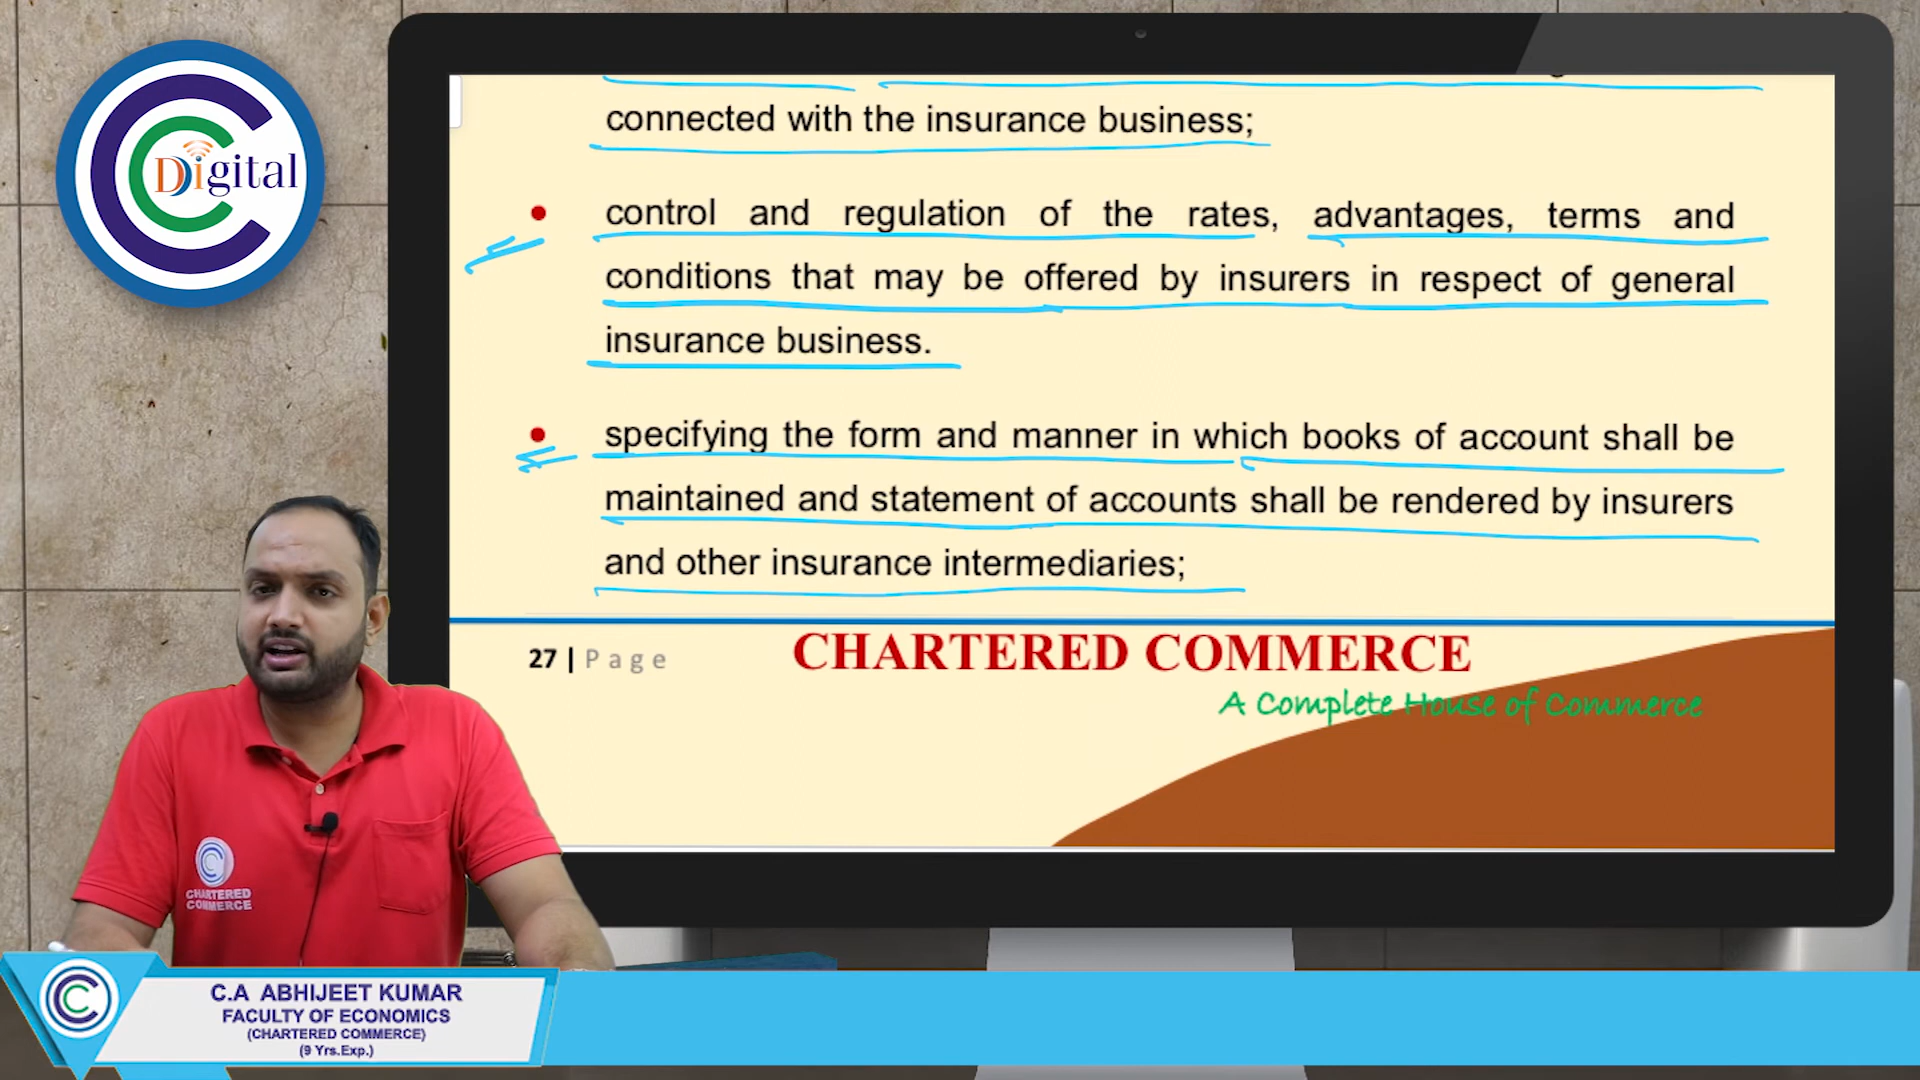 Digital
connected with the insurance business;
• control and regulation of the rates, advantages, terms and
conditions that may be offered by insurers in respect of general
insurance business.
• specifying the form and manner in which books of account shall be
maintained and statement of accounts shall be rendered by insurers
and other insurance intermediaries;
27 | Page
CHARTERED COMMERCE
A Complete House of Commerce
CHARTERED
COMMERCE
C.A ABHIJEET KUMAR
FACULTY OF ECONOMICS
(CHARTERED COMMERCE)
(9 Yrs.Exp.)